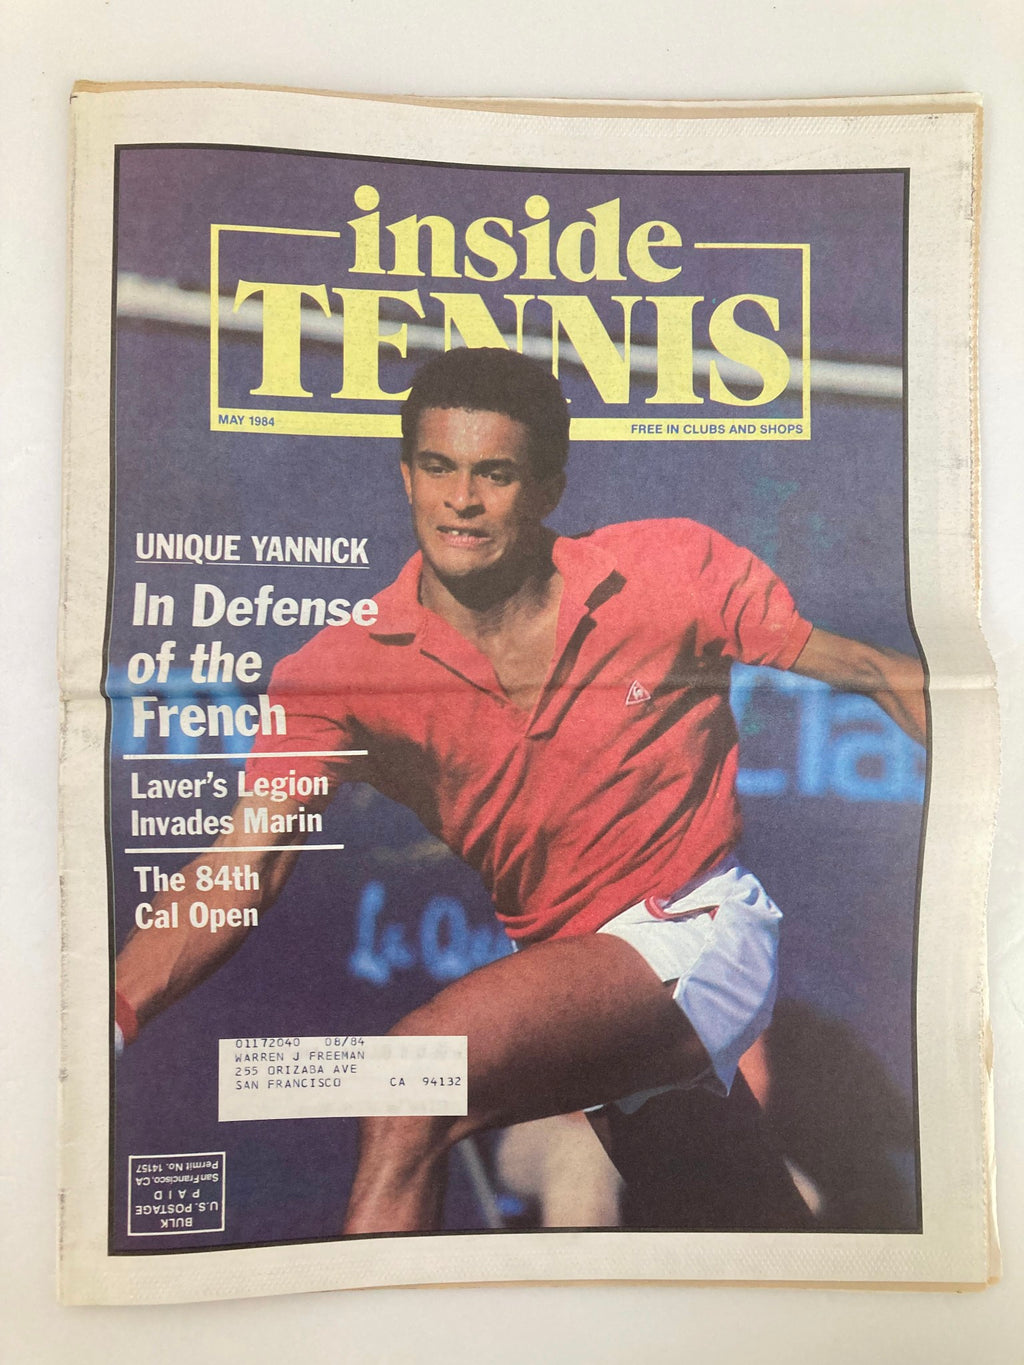 inside
TENNIS
MAY 1984
FREE IN CLUBS AND SHOPS
UNIQUE YANNICK
In Defense
of the
French
Laver's Legion
Invades Marin
The 84th
Cal Open
01172040 08/84
WARREN J FREEMAN
255 ORIZABA AVE
SAN FRANCISCO CA 94132
BULK
U.S. POSTAGE
PAID
San Francisco, CA
Permit No. 14157